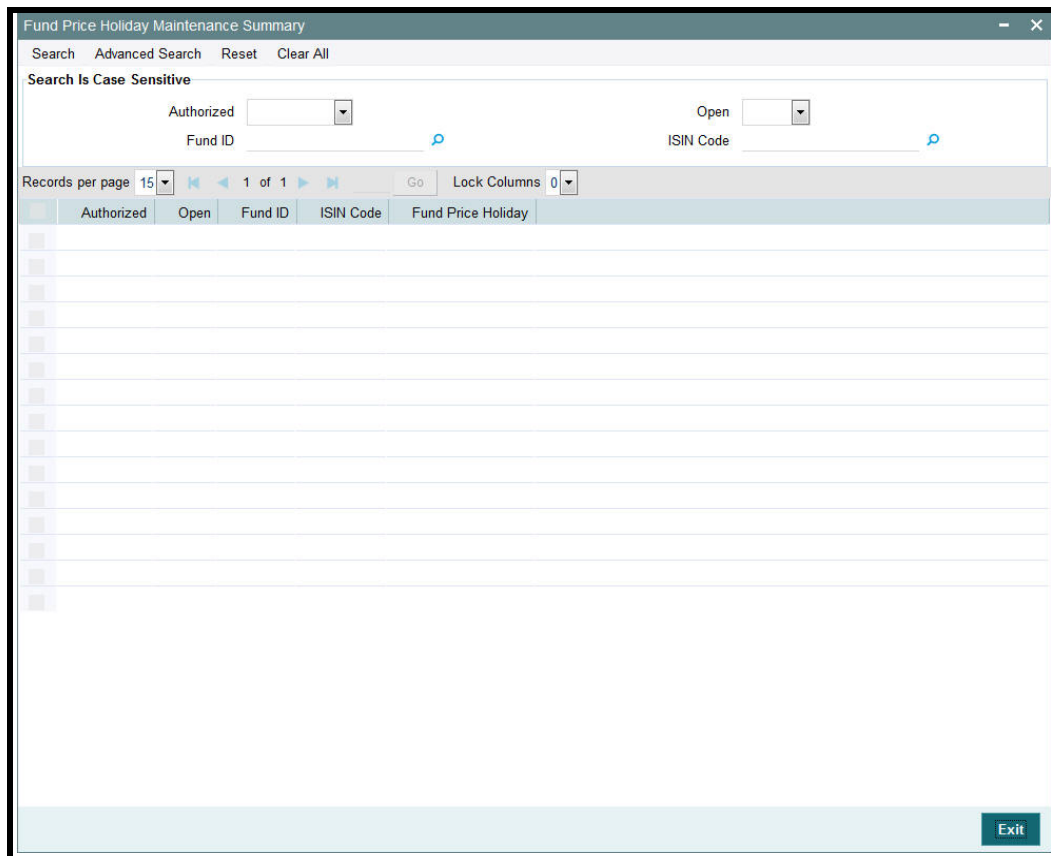 Fund Price Holiday Maintenance Summary
Search Advanced Search Reset Clear All
Search Is Case Sensitive
Authorized Open
Fund ID ISIN Code
Records per page 15 1 of 1 Go Lock Columns 0
Authorized Open Fund ID ISIN Code Fund Price Holiday
Exit